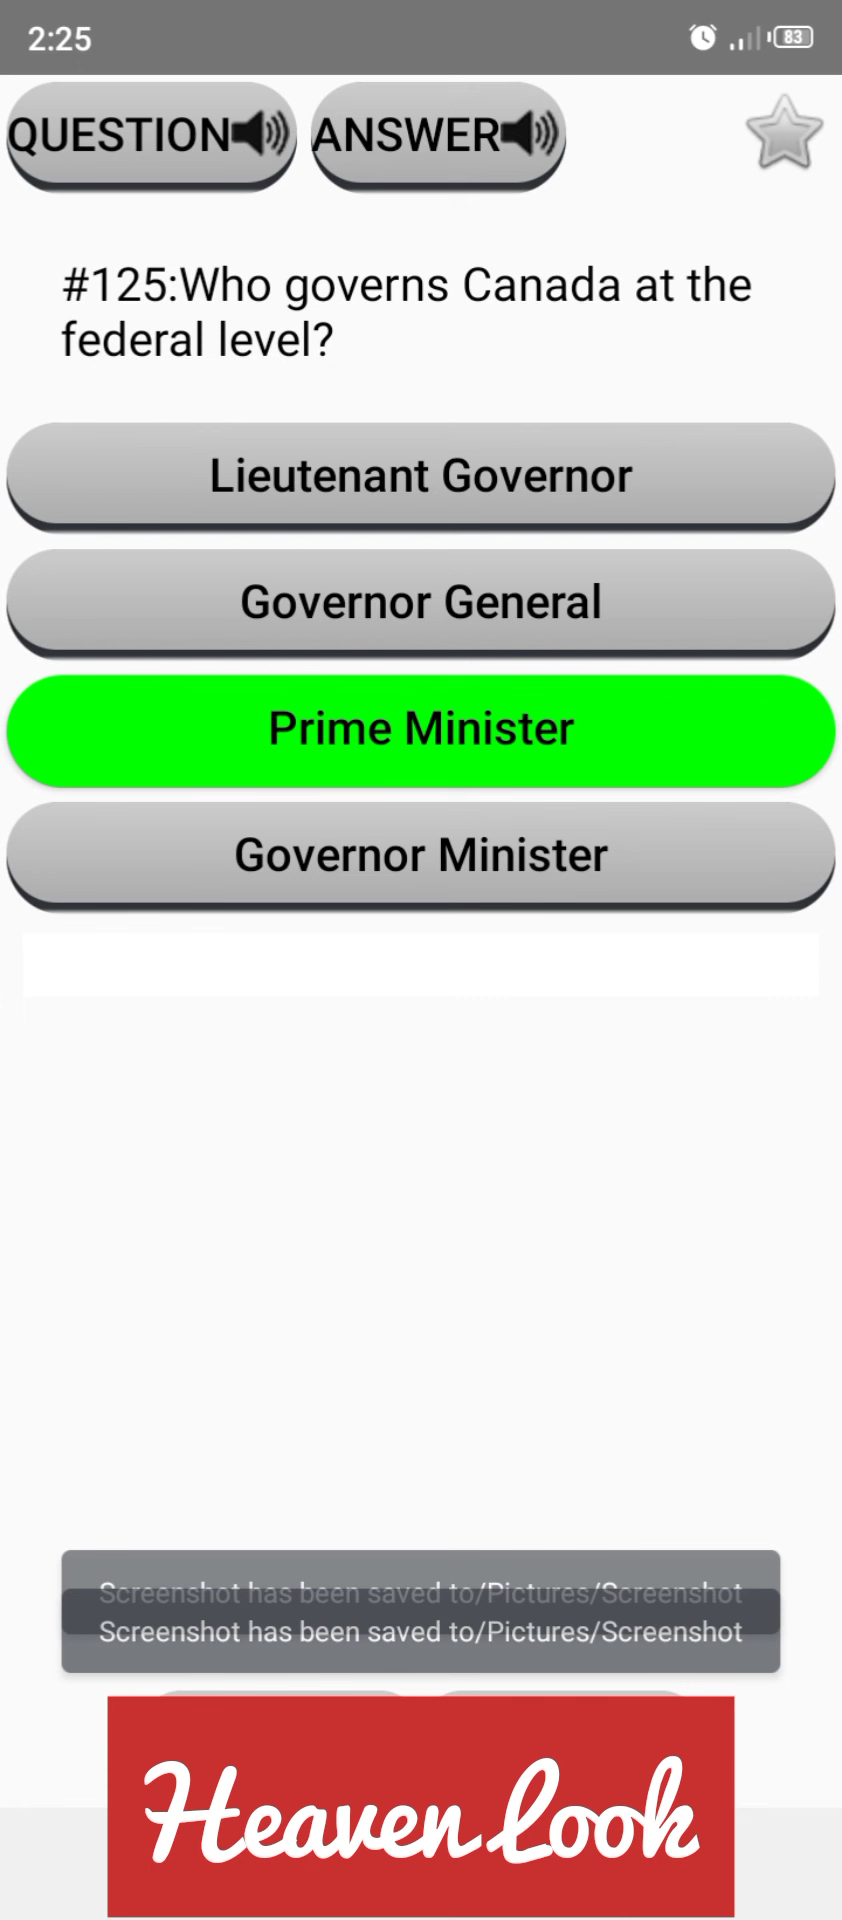 2:25
83
QUESTION
ANSWER
#125:Who governs Canada at the
federal level?
Lieutenant Governor
Governor General
Prime Minister
Governor Minister
Screenshot has been saved to/Pictures/Screenshot
Screenshot has been saved to/Pictures/Screenshot
Heaven Look